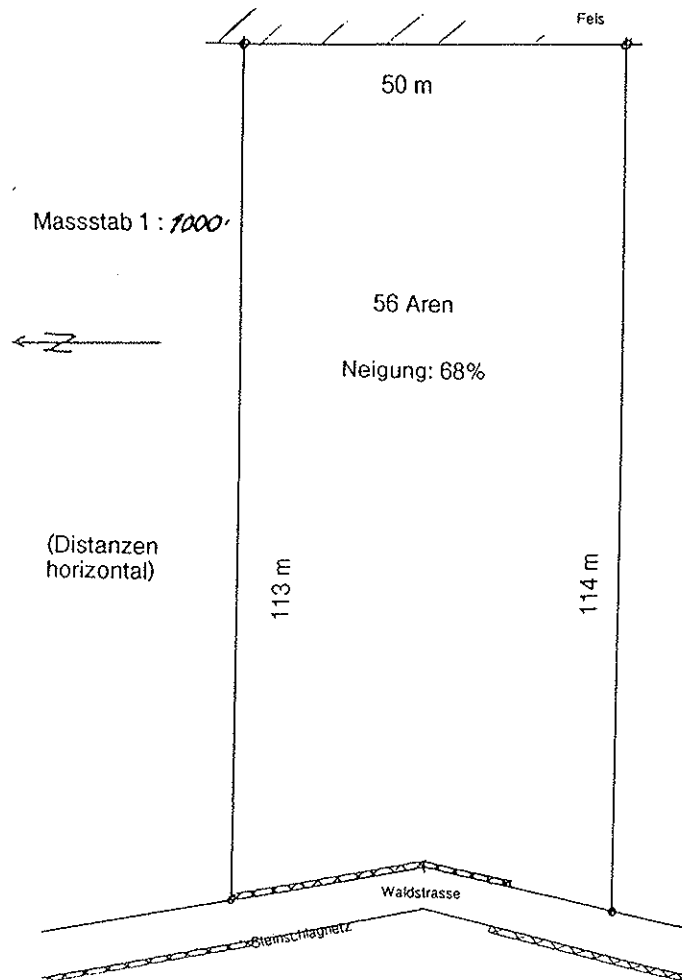 Fels
50 m
Massstab 1 : 1000
56 Aren
N
Neigung: 68%
(Distanzen
horizontal)
113 m
114 m
Waldstrasse
Steinschlagnetz